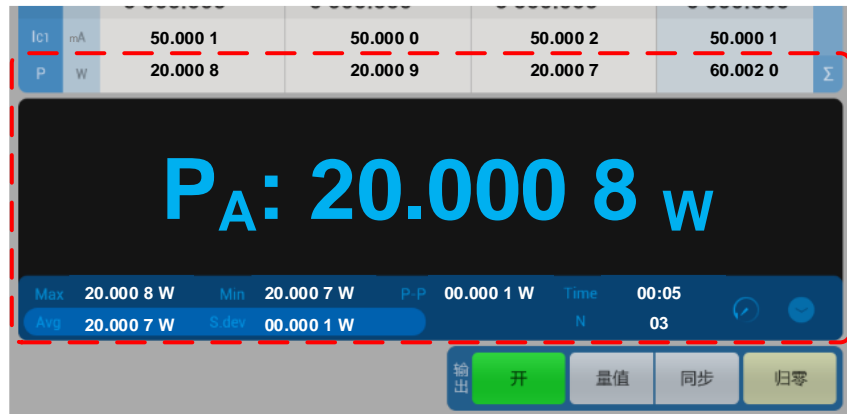 IC1 mA 50.000 1 50.000 0 50.000 2 50.000 1
P W 20.000 8 20.000 9 20.000 7 60.002 0 Σ
PA: 20.000 8 W
Max 20.000 8 W Min 20.000 7 W P-P 00.000 1 W Time 00:05
Avg 20.000 7 W S.dev 00.000 1 W N 03
输出 开 量值 同步 归零